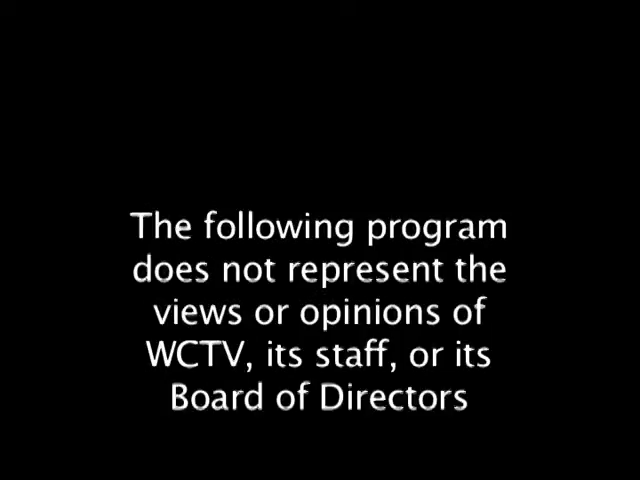 The following program
does not represent the
views or opinions of
WCTV, its staff, or its
Board of Directors